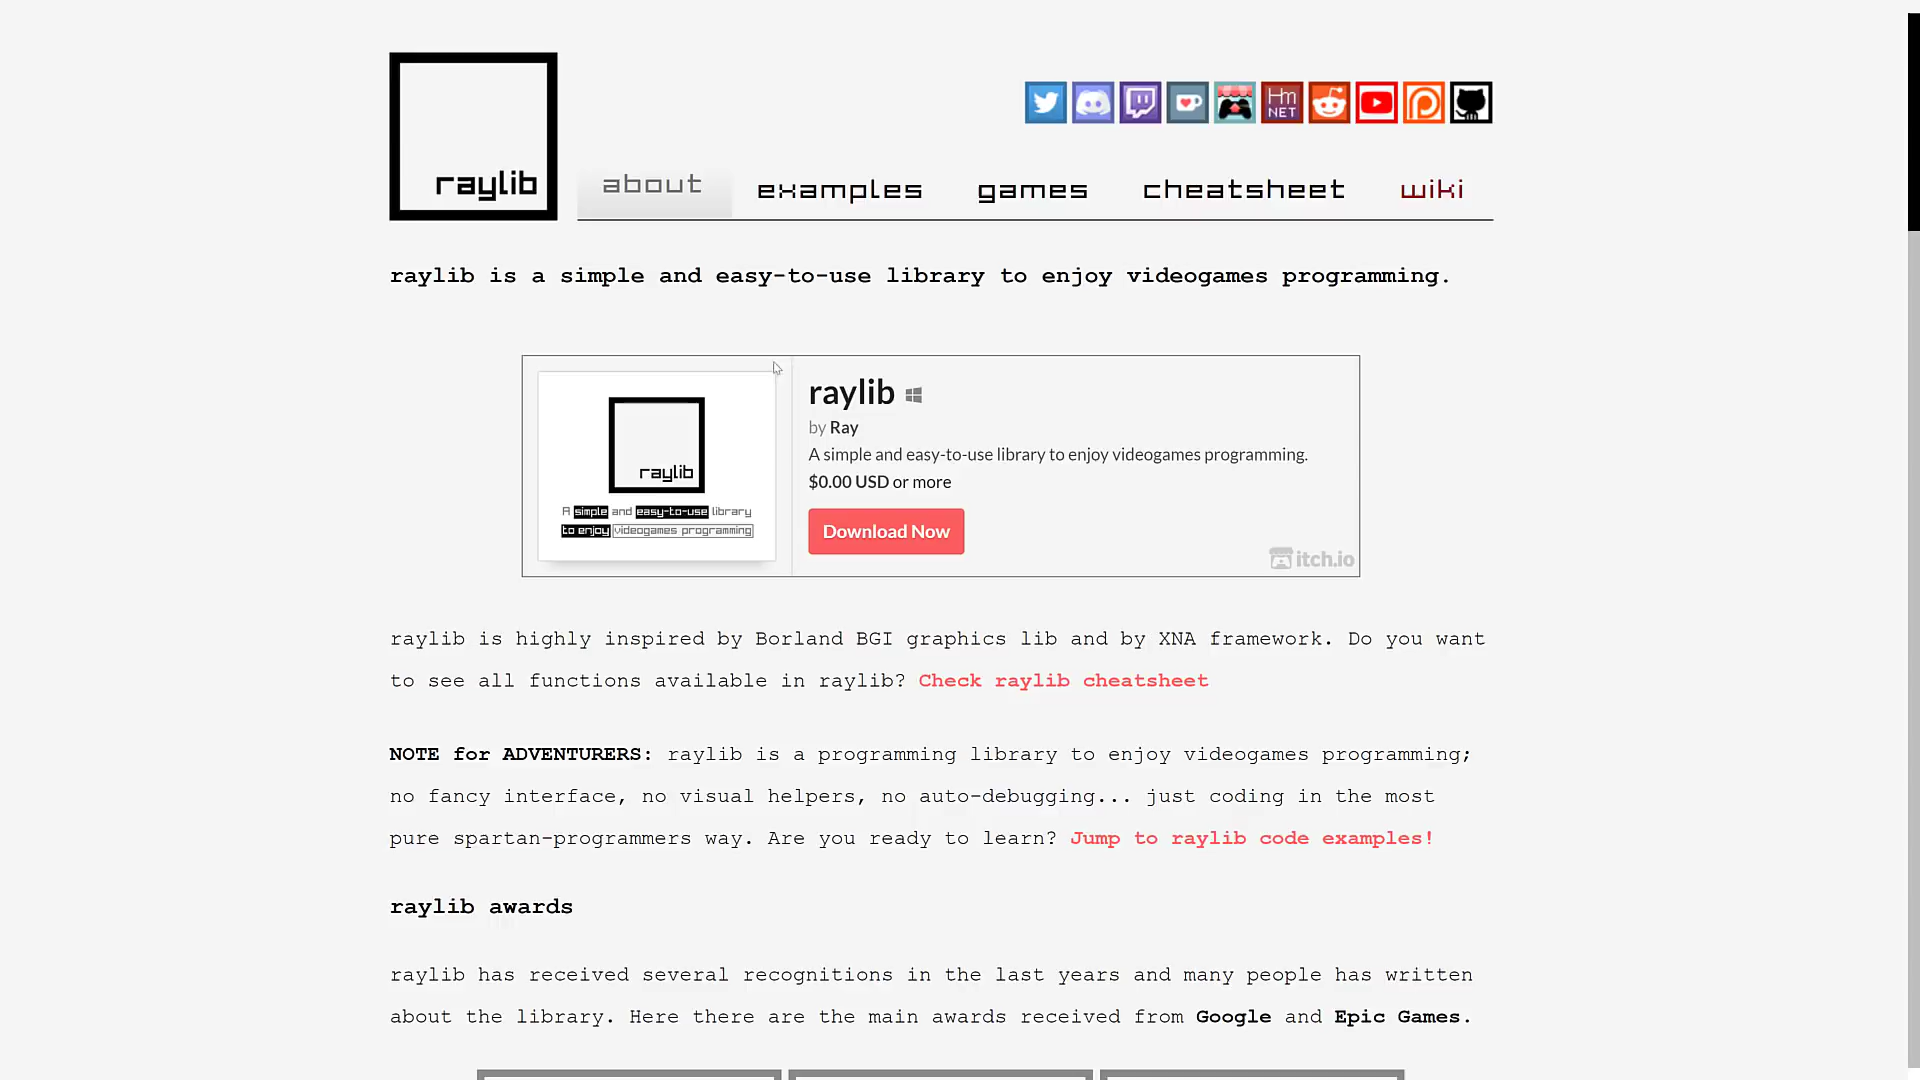 raylib
Hm
NET
about
examples
games
cheatsheet
wiki
raylib is a simple and easy-to-use library to enjoy videogames programming.
raylib
A simple and easy-to-use library
to enjoy videogames programming
raylib
by Ray
A simple and easy-to-use library to enjoy videogames programming.
$0.00 USD or more
Download Now
itch.io
raylib is highly inspired by Borland BGI graphics lib and by XNA framework. Do you want
to see all functions available in raylib? Check raylib cheatsheet
NOTE for ADVENTURERS: raylib is a programming library to enjoy videogames programming;
no fancy interface, no visual helpers, no auto-debugging... just coding in the most
pure spartan-programmers way. Are you ready to learn? Jump to raylib code examples!
raylib awards
raylib has received several recognitions in the last years and many people has written
about the library. Here there are the main awards received from Google and Epic Games.